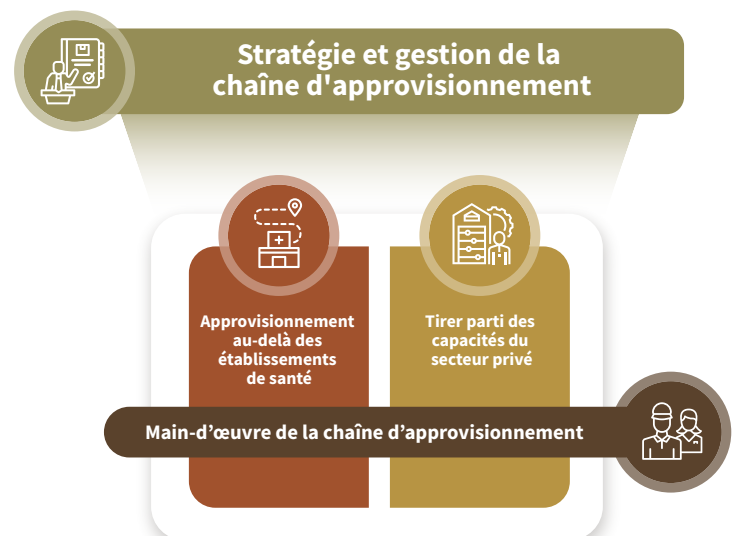 Stratégie et gestion de la
chaîne d'approvisionnement
Approvisionnement
au-delà des
établissements
de santé
Tirer parti des
capacités du
secteur privé
Main-d’œuvre de la chaîne d’approvisionnement